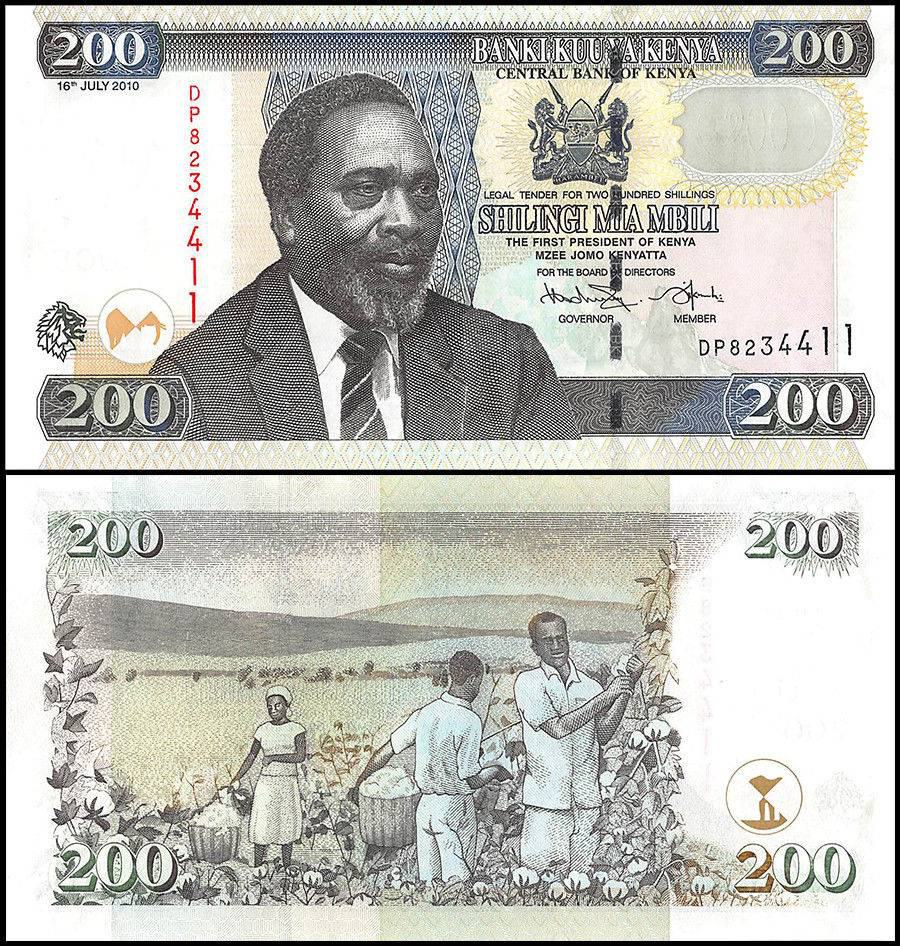 200
BANKI KUU YA KENYA
200
CENTRAL BANK OF KENYA
16th JULY 2010
DP8234411
HARAMBEE
LEGAL TENDER FOR TWO HUNDRED SHILLINGS
SHILINGI MIA MBILI
THE FIRST PRESIDENT OF KENYA
MZEE JOMO KENYATTA
FOR THE BOARD OF DIRECTORS
GOVERNOR MEMBER
DP8234411
200
200
200
200
200
200